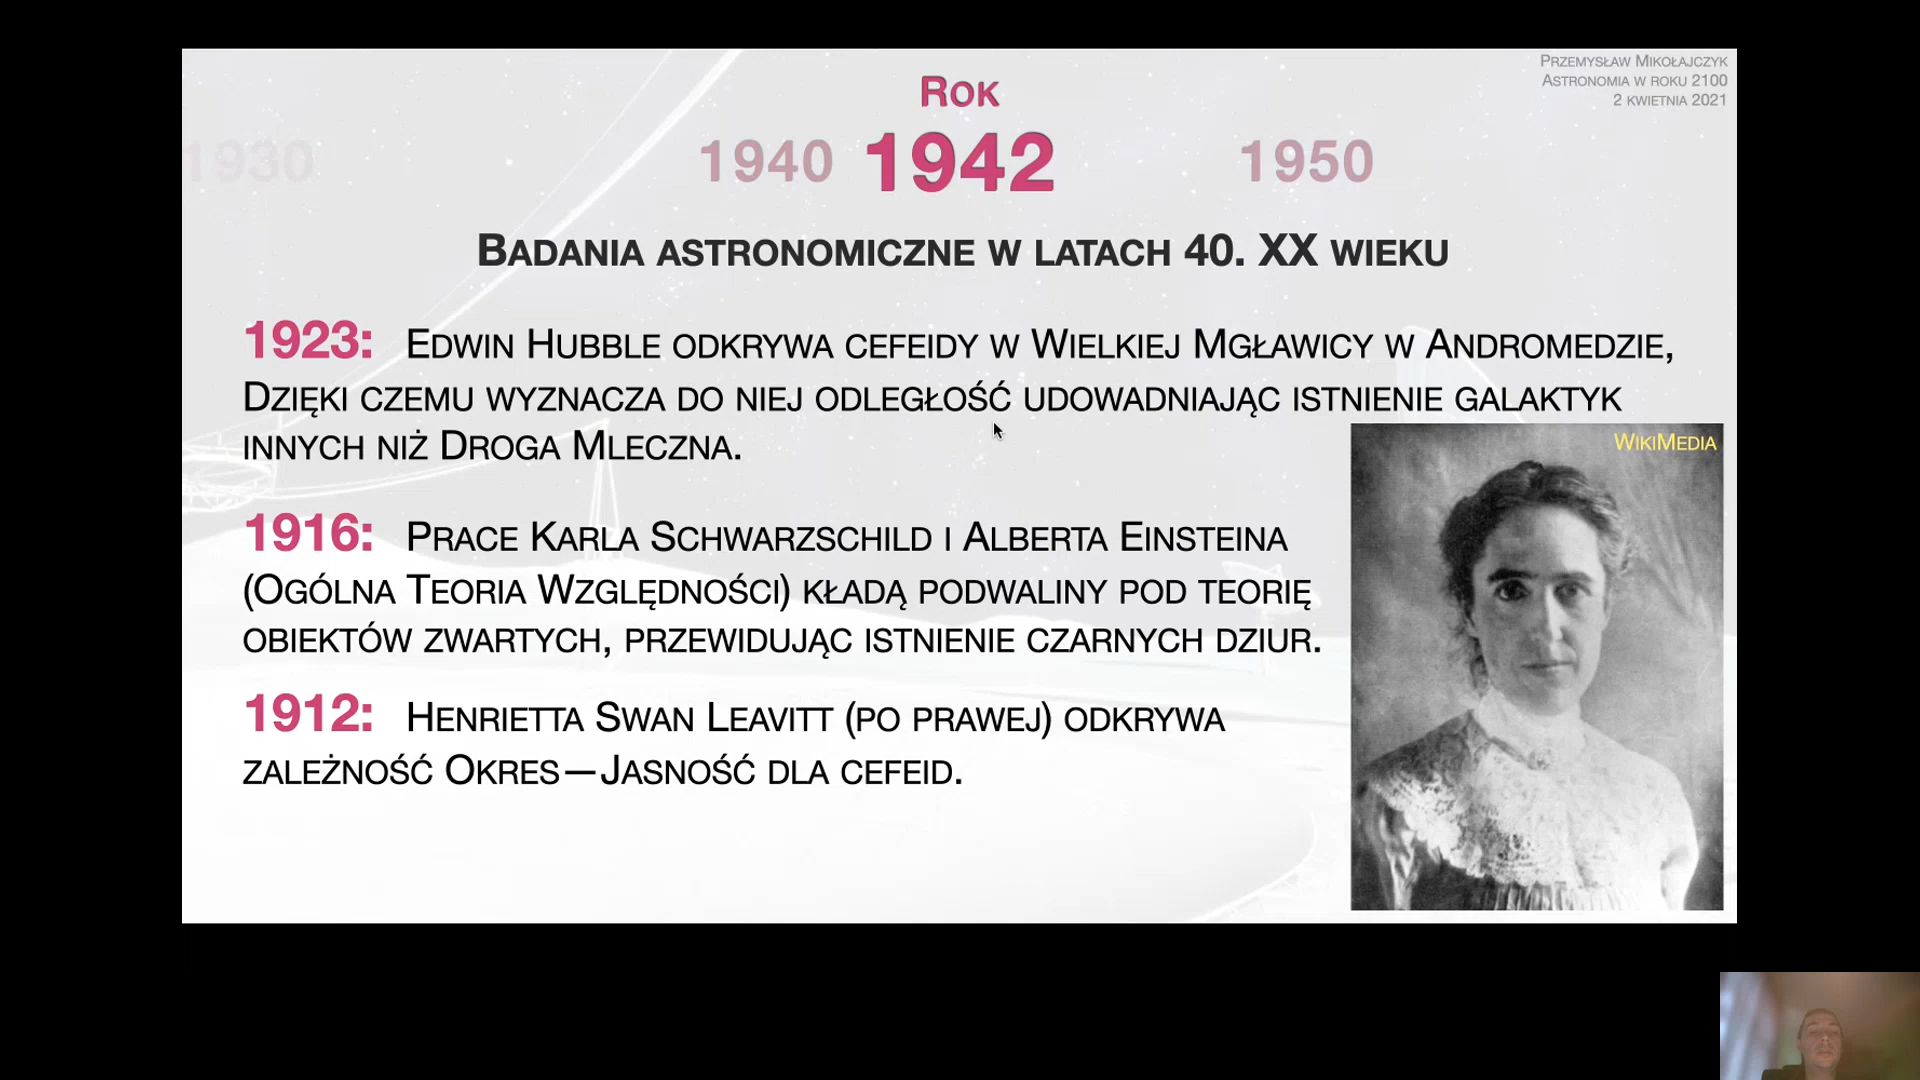 Przemysław Mikołajczyk
Astronomia w roku 2100
2 kwietnia 2021
Rok
1930 1940 1942 1950
Badania astronomiczne w latach 40. XX wieku
1923: Edwin Hubble odkrywa cefeidy w Wielkiej Mgławicy w Andromedzie,
Dzięki czemu wyznacza do niej odległość udowadniając istnienie galaktyk
innych niż Droga Mleczna.
WikiMedia
1916: Prace Karla Schwarzschild i Alberta Einsteina
(Ogólna Teoria Względności) kładą podwaliny pod teorię
obiektów zwartych, przewidując istnienie czarnych dziur.
1912: Henrietta Swan Leavitt (po prawej) odkrywa
zależność Okres—Jasność dla cefeid.